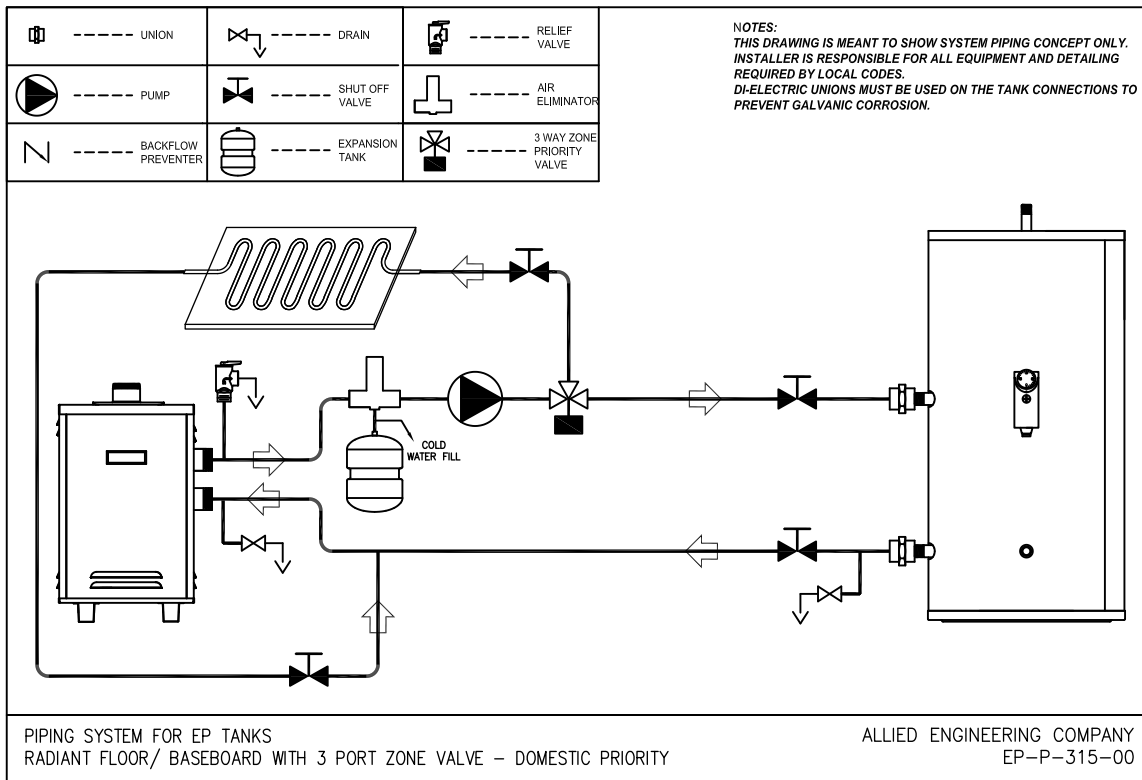 UNION
DRAIN
RELIEF
VALVE
PUMP
SHUT OFF
VALVE
AIR
ELIMINATOR
BACKFLOW
PREVENTER
EXPANSION
TANK
3 WAY ZONE
PRIORITY
VALVE
NOTES:
THIS DRAWING IS MEANT TO SHOW SYSTEM PIPING CONCEPT ONLY.
INSTALLER IS RESPONSIBLE FOR ALL EQUIPMENT AND DETAILING
REQUIRED BY LOCAL CODES.
DI-ELECTRIC UNIONS MUST BE USED ON THE TANK CONNECTIONS TO
PREVENT GALVANIC CORROSION.
COLD
WATER FILL
PIPING SYSTEM FOR EP TANKS
RADIANT FLOOR/ BASEBOARD WITH 3 PORT ZONE VALVE - DOMESTIC PRIORITY
ALLIED ENGINEERING COMPANY
EP-P-315-00